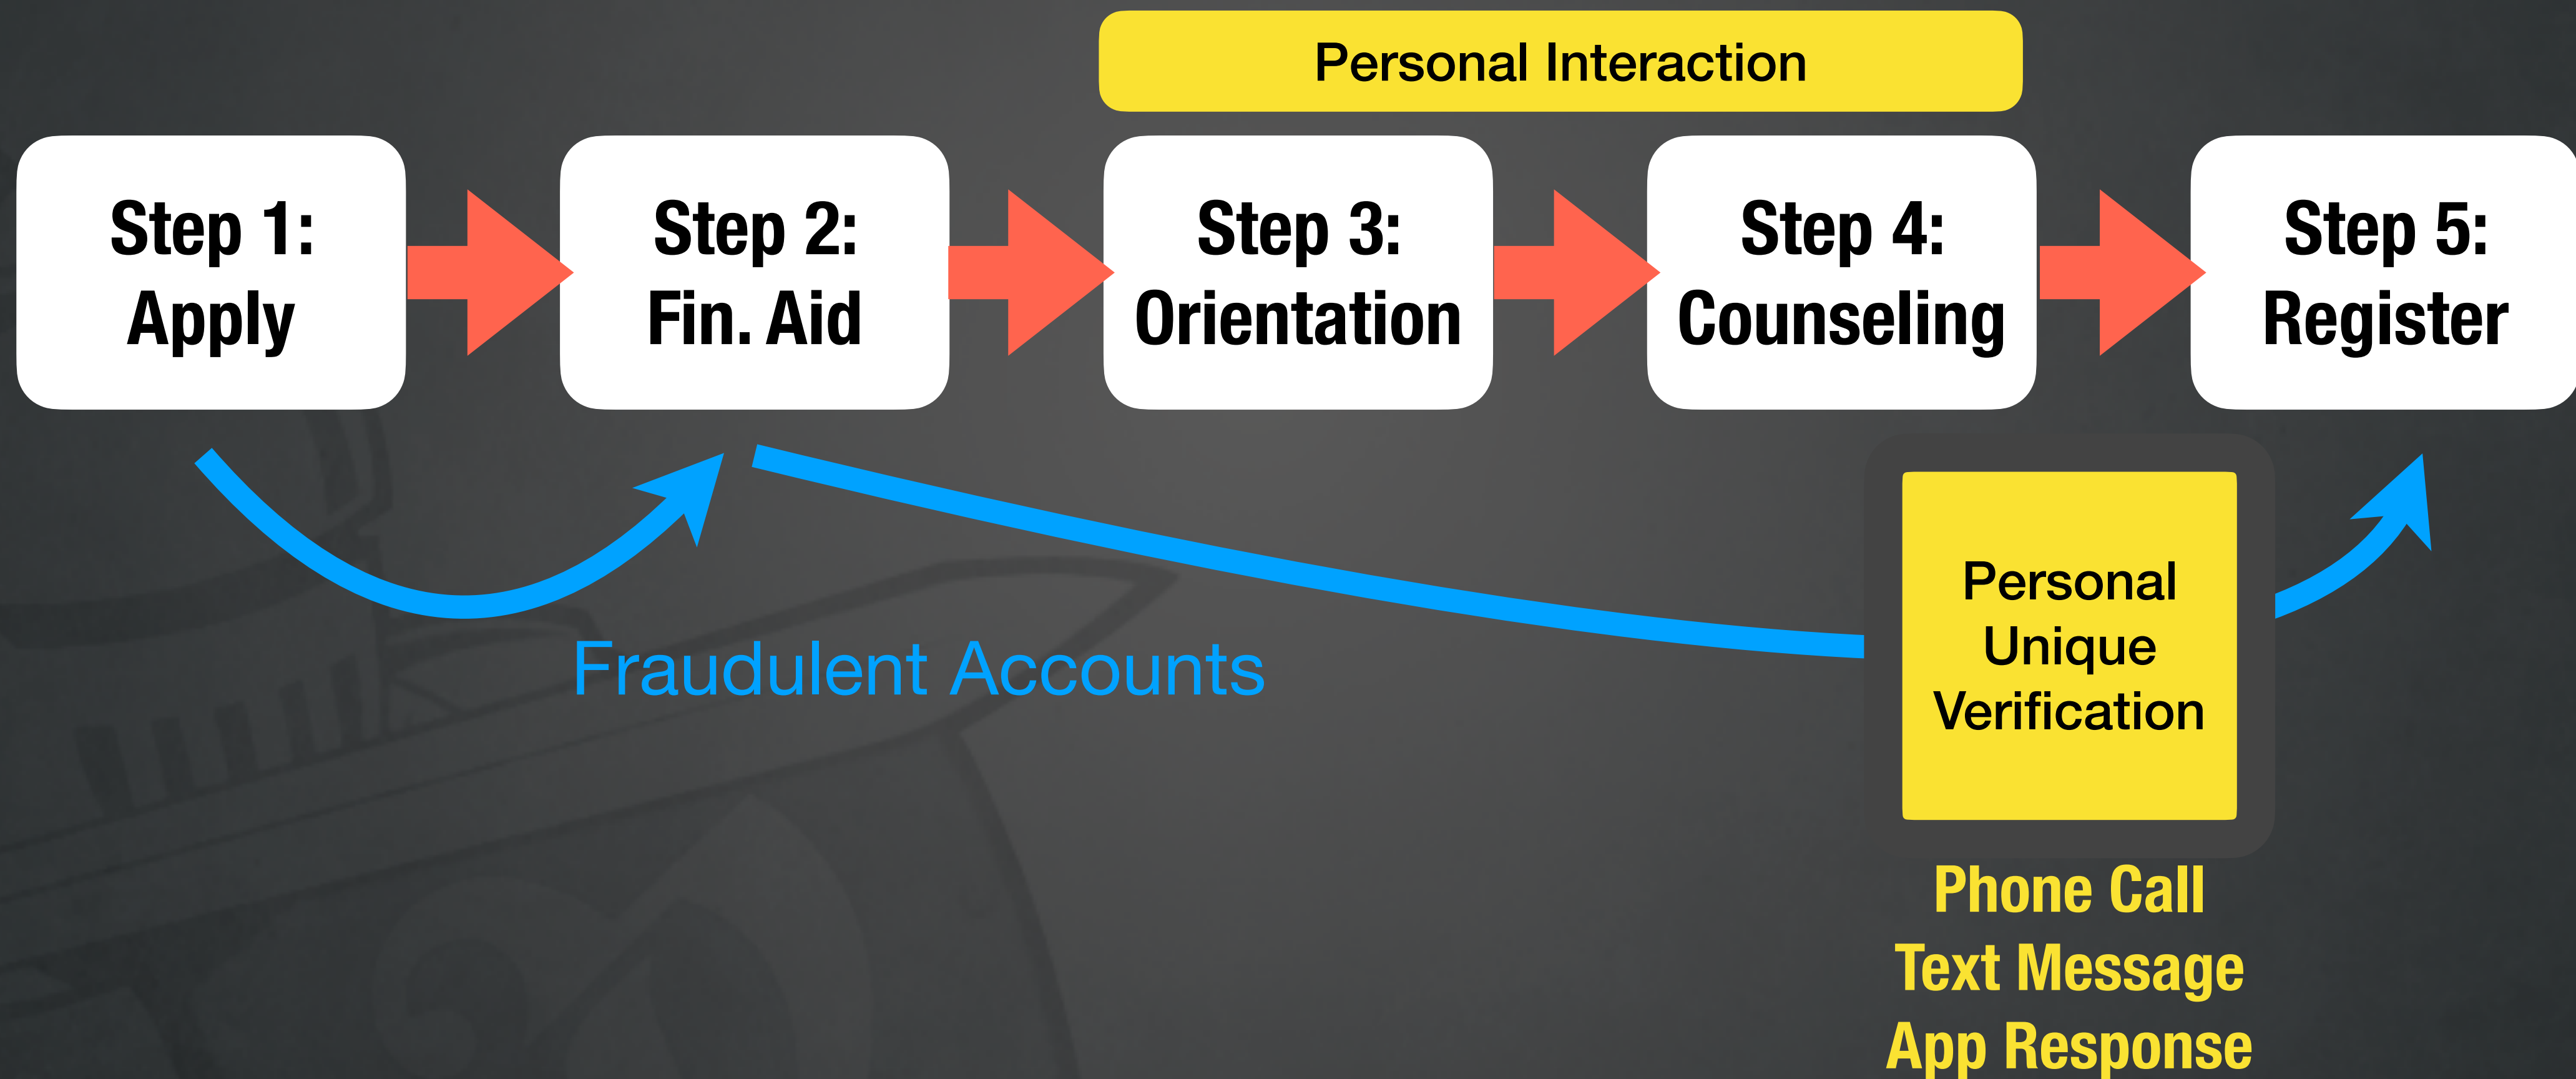 Personal Interaction
Step 1:
Apply
Step 2:
Fin. Aid
Step 3:
Orientation
Step 4:
Counseling
Step 5:
Register
Fraudulent Accounts
Personal
Unique
Verification
Phone Call
Text Message
App Response